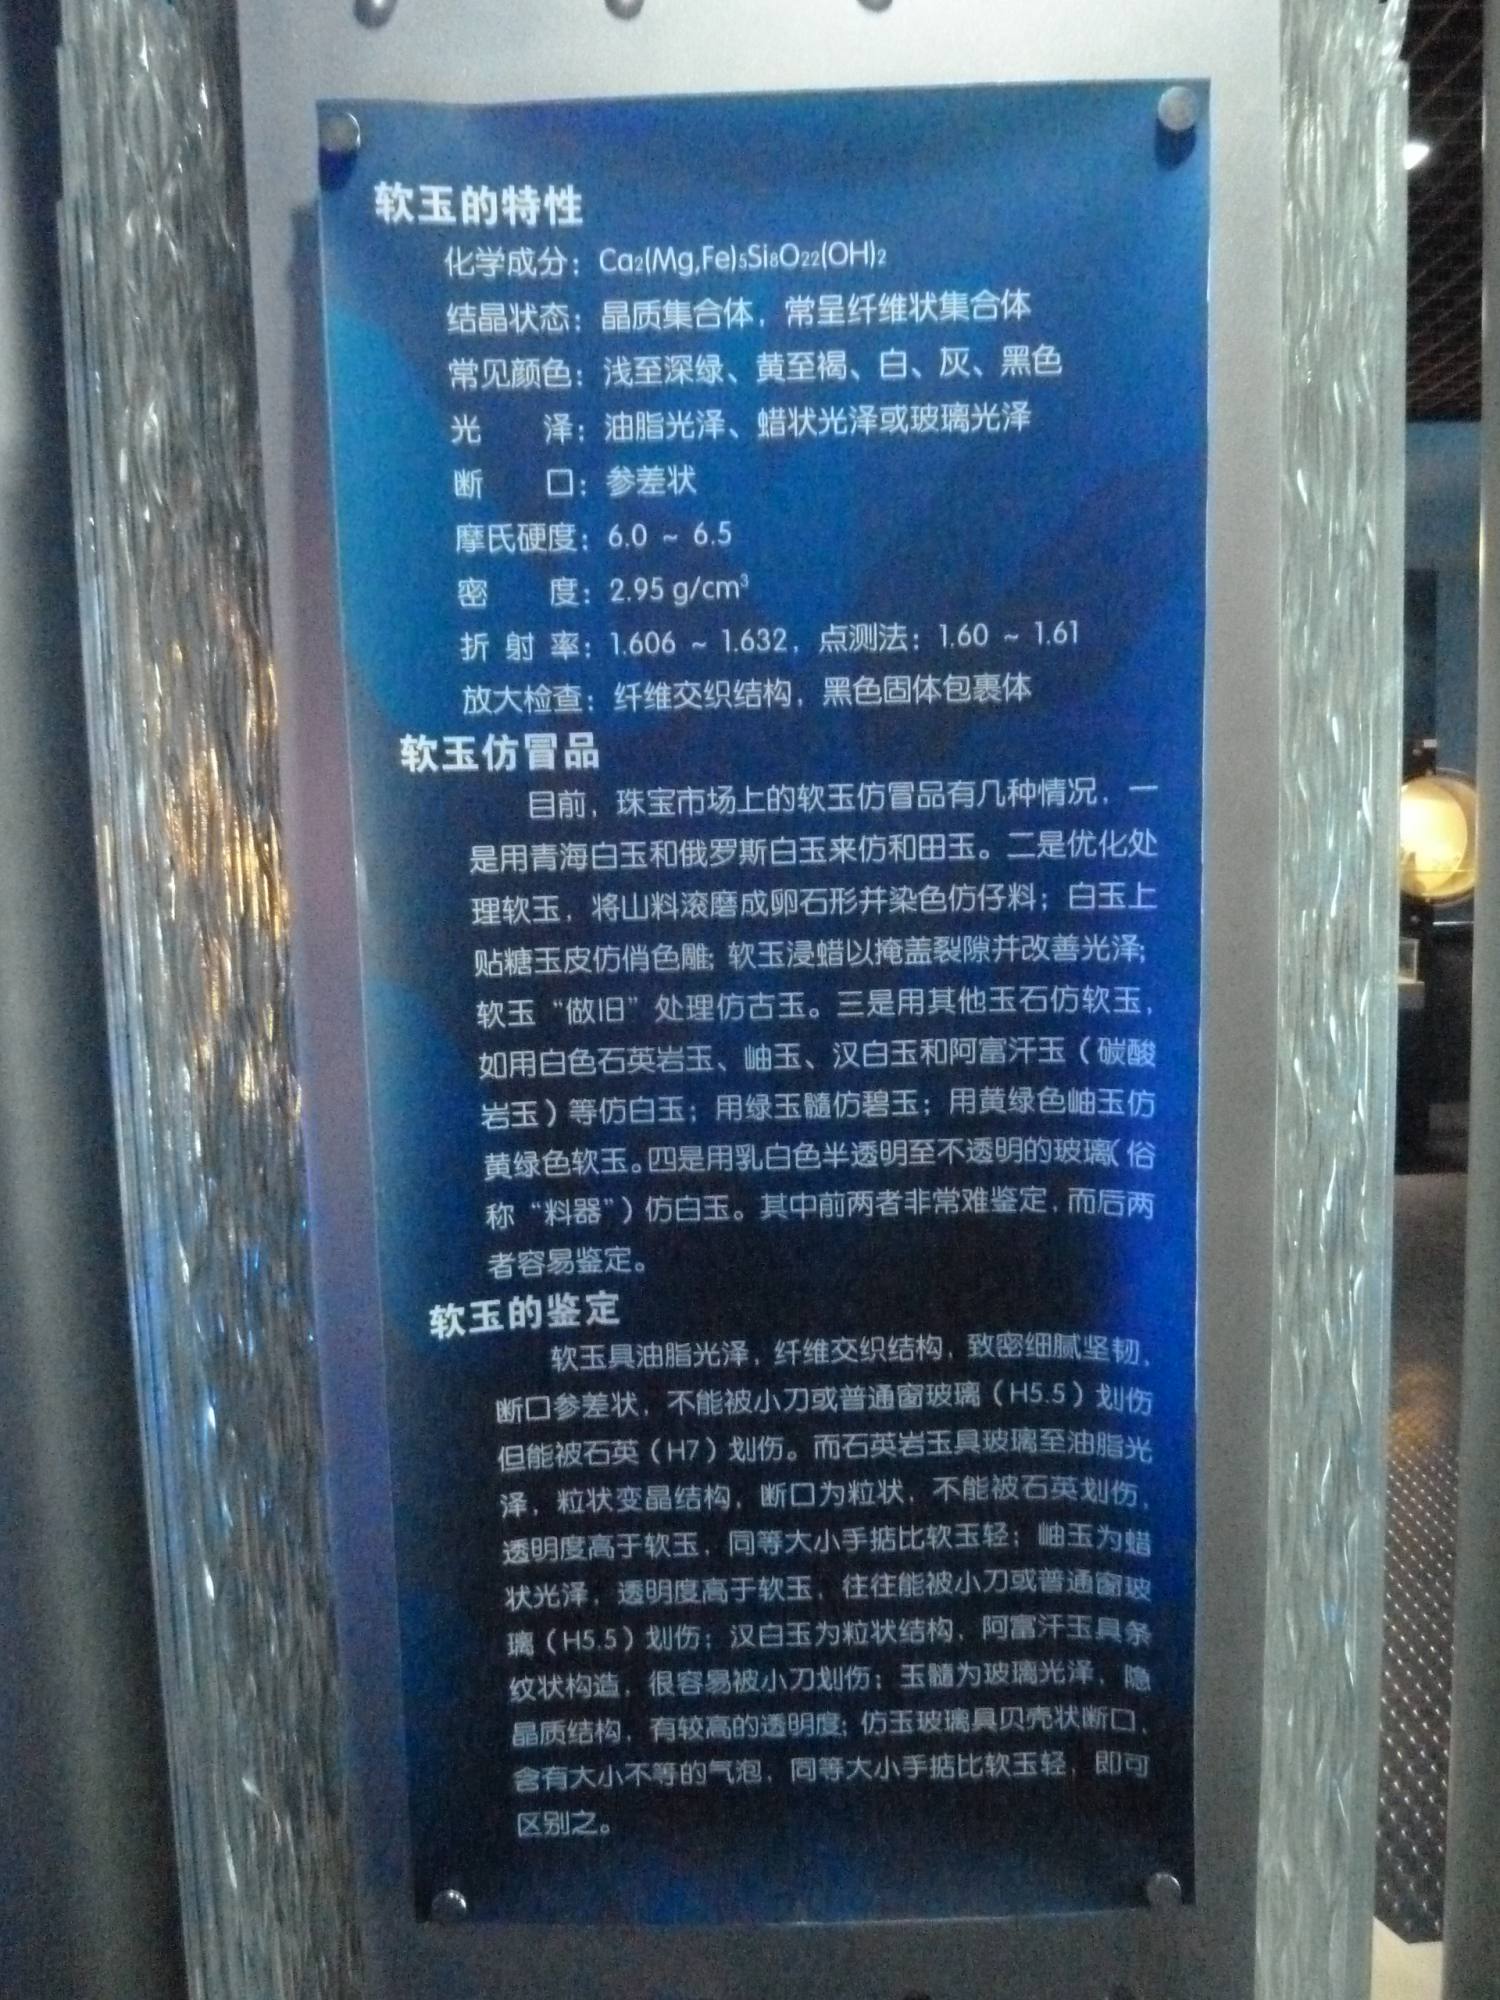 软玉的特性
化学成分：Ca₂(Mg,Fe)₅Si₈O₂₂(OH)₂
结晶状态：晶质集合体，常呈纤维状集合体
常见颜色：浅至深绿、黄至褐、白、灰、黑色
光泽：油脂光泽、蜡状光泽或玻璃光泽
断口：参差状
摩氏硬度：6.0 ~ 6.5
密度：2.95 g/cm³
折射率：1.606 ~ 1.632，点测法：1.60 ~ 1.61
放大检查：纤维交织结构，黑色固体包裹体
软玉仿冒品
目前，珠宝市场上的软玉仿冒品有几种情况，一
是用青海白玉和俄罗斯白玉来仿和田玉。二是优化处
理软玉，将山料滚磨成卵石形并染色仿仔料；白玉上
贴糖玉皮仿俏色雕；软玉浸蜡以掩盖裂隙并改善光泽；
软玉“做旧”处理仿古玉。三是用其他玉石仿软玉，
如用白色石英岩玉、岫玉、汉白玉和阿富汗玉（碳酸
岩玉）等仿白玉；用绿玉髓仿碧玉；用黄绿色岫玉仿
黄绿色软玉。四是用乳白色半透明至不透明的玻璃（俗
称“料器”）仿白玉。其中前两者非常难鉴定，而后两
者容易鉴定。
软玉的鉴定
软玉具油脂光泽，纤维交织结构，致密细腻坚韧，
断口参差状，不能被小刀或普通窗玻璃（H5.5）划伤
但能被石英（H7）划伤。而石英岩玉具玻璃至油脂光
泽，粒状变晶结构，断口为粒状，不能被石英划伤，
透明度高于软玉，同等大小手掂比软玉轻；岫玉为蜡
状光泽，透明度高于软玉，往往能被小刀或普通窗玻
璃（H5.5）划伤；汉白玉为粒状结构，阿富汗玉具条
纹状构造，很容易被小刀划伤；玉髓为玻璃光泽，隐
晶质结构，有较高的透明度；仿玉玻璃具贝壳状断口，
含有大小不等的气泡，同等大小手掂比软玉轻，即可
区别之。